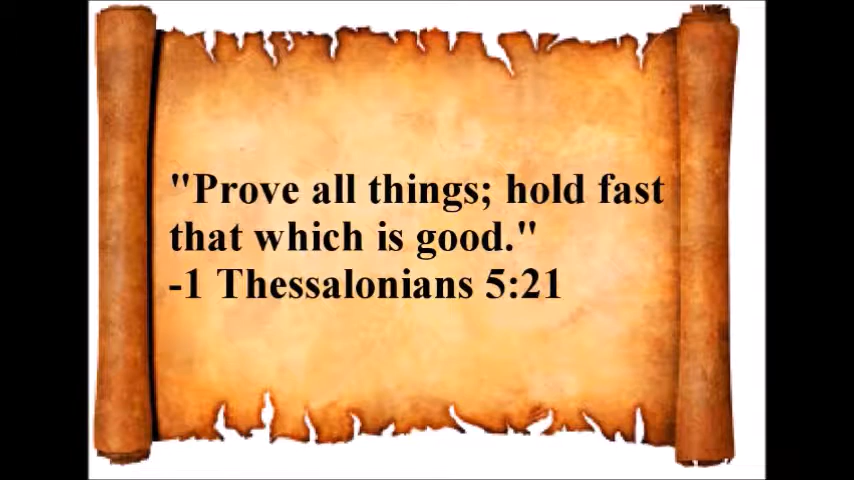 "Prove all things; hold fast
that which is good."
-1 Thessalonians 5:21